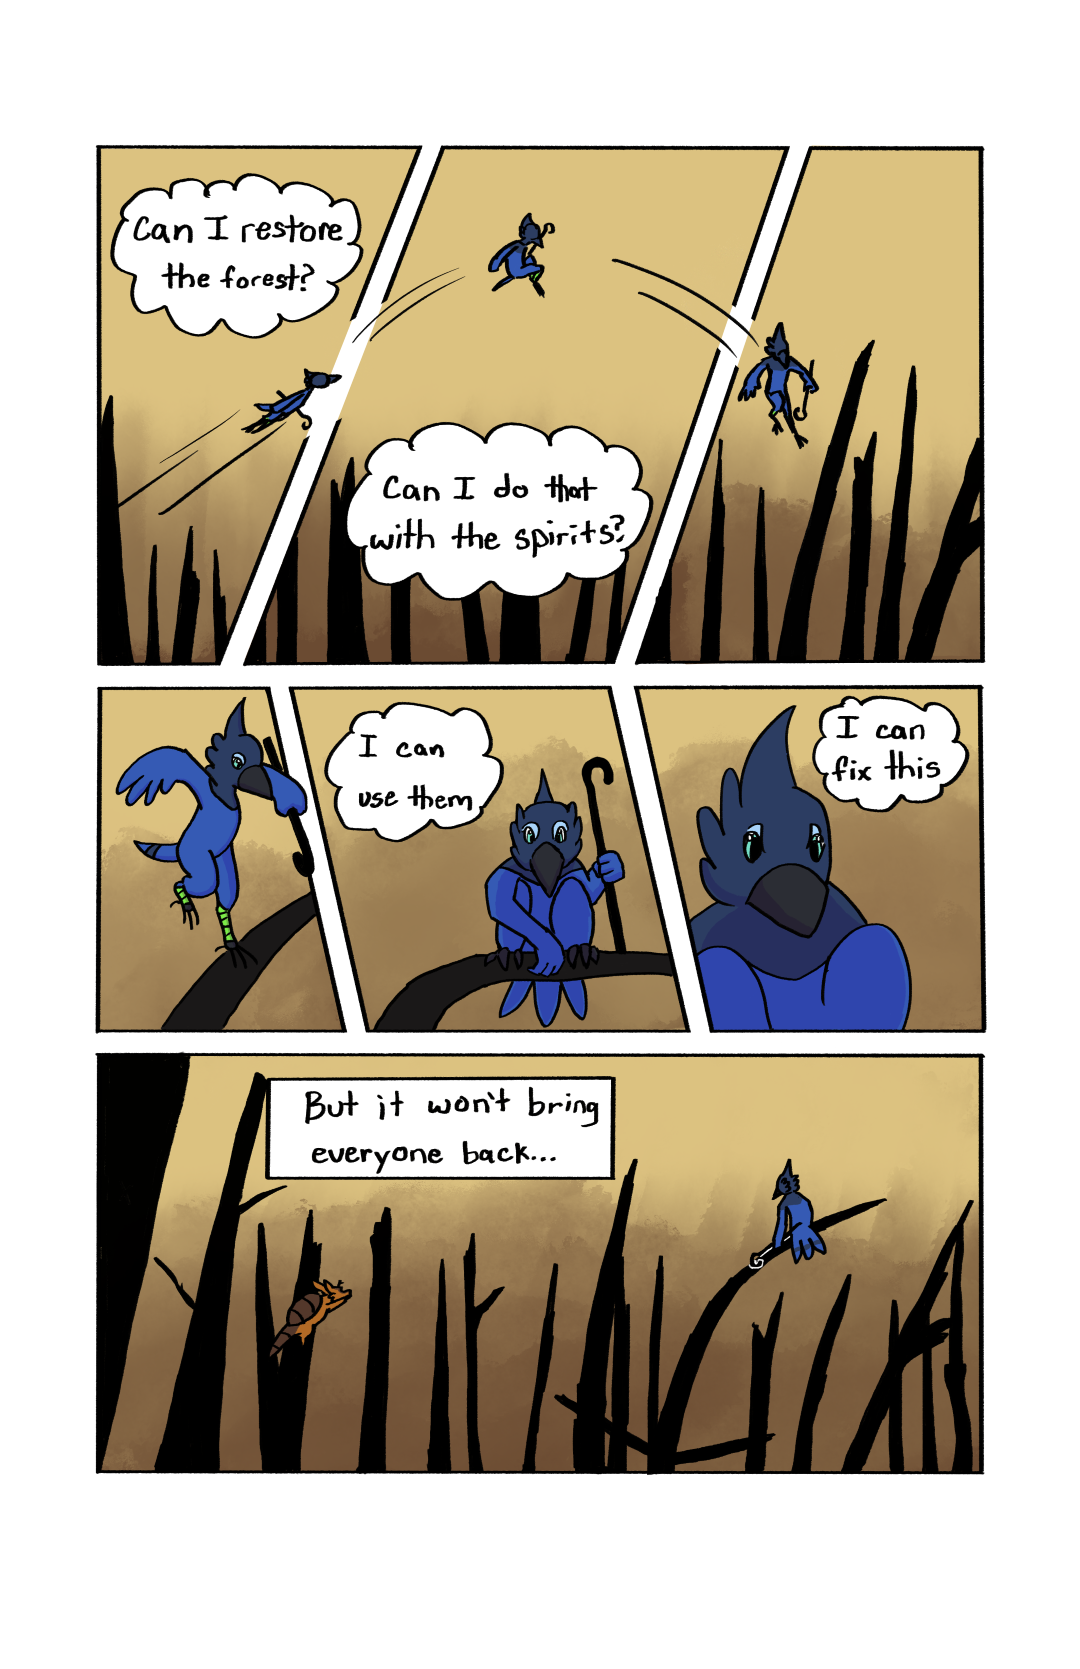 Can I restore
the forest?
Can I do that
with the spirits?
I can
use them
I can
fix this
But it won't bring
everyone back...